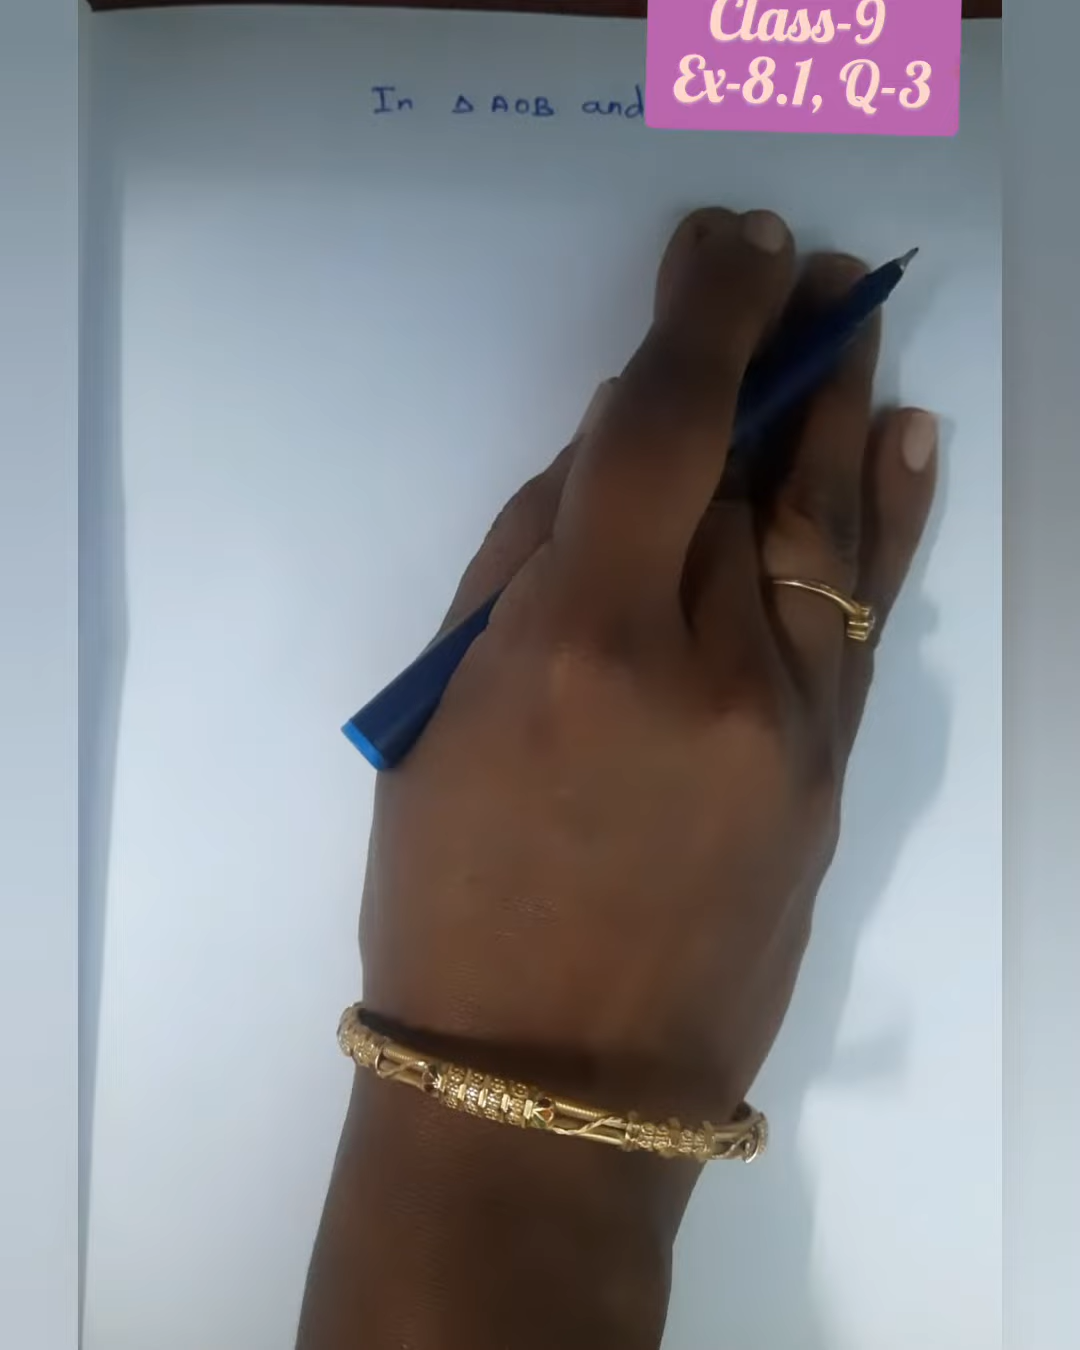 Class-9
Ex-8.1, Q-3
In Δ AOB and